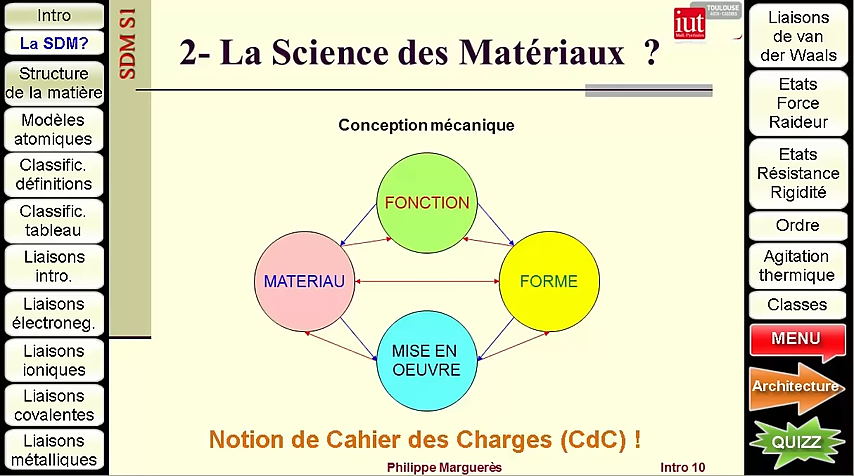 Intro
La SDM?
Structure
de la matière
Modèles
atomiques
Classific.
définitions
Classific.
tableau
Liaisons
intro.
Liaisons
électroneg.
Liaisons
ioniques
Liaisons
covalentes
Liaisons
métalliques
SDM S1
iut
TOULOUSE
2- La Science des Matériaux ?
Conception mécanique
FONCTION
MATERIAU
FORME
MISE EN
OEUVRE
Notion de Cahier des Charges (CdC) !
Philippe Marguerès
Intro 10
Liaisons
de van
der Waals
Etats
Force
Raideur
Etats
Résistance
Rigidité
Ordre
Agitation
thermique
Classes
MENU
Architecture
QUIZZ